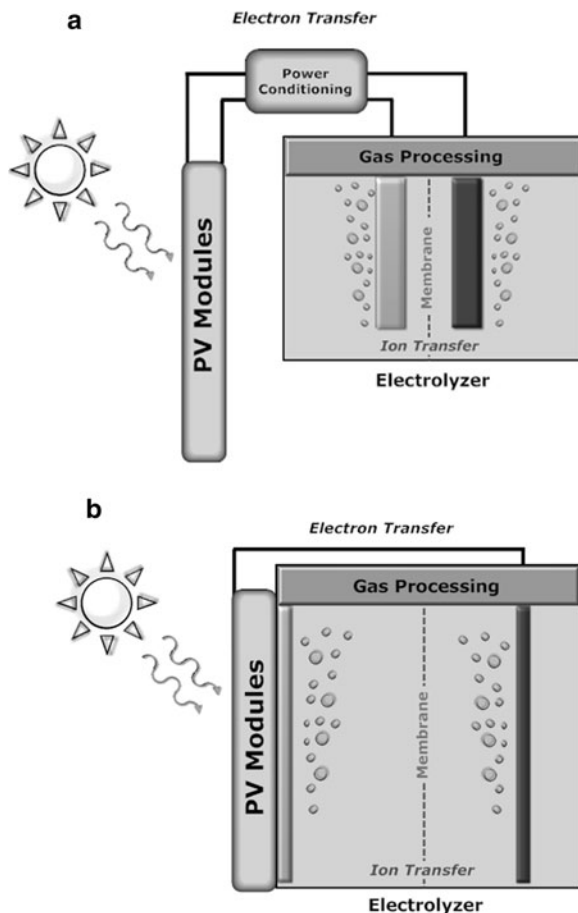 a
Electron Transfer
Power
Conditioning
Gas Processing
PV Modules
Membrane
Ion Transfer
Electrolyzer
b
Electron Transfer
Gas Processing
PV Modules
Membrane
Ion Transfer
Electrolyzer